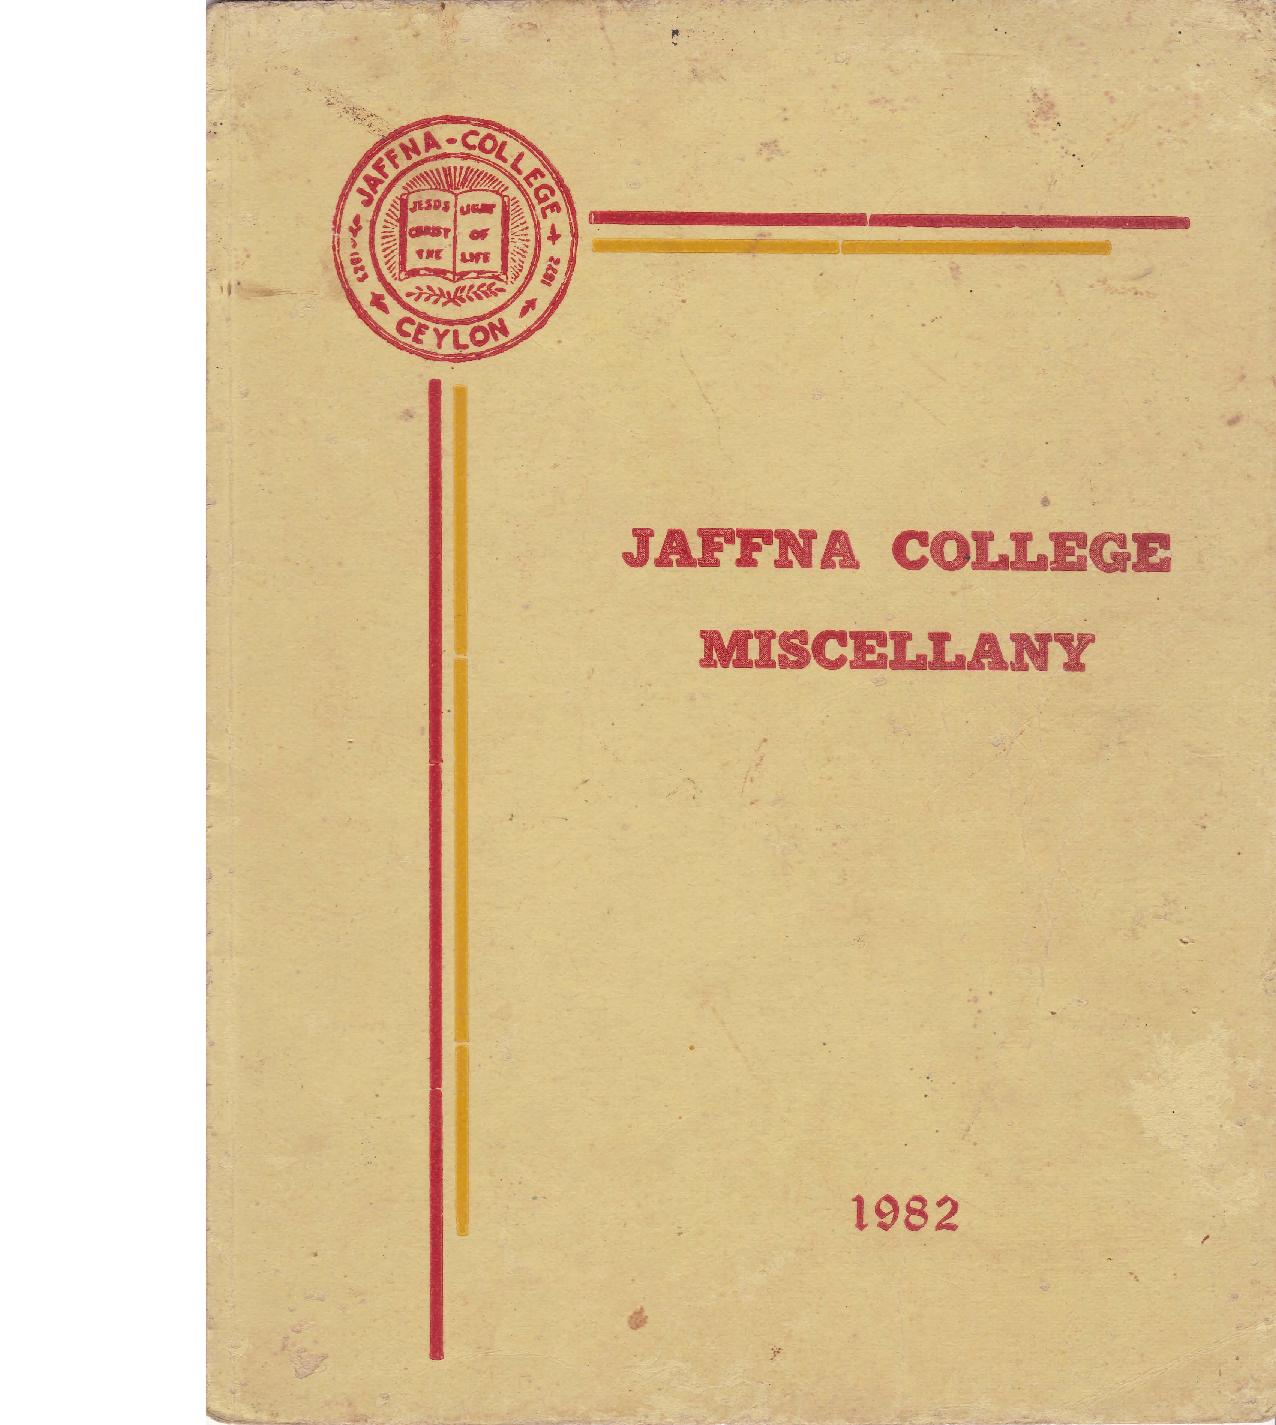 JAFFNA-COLLEGE
JESUS LIGHT
CHRIST OF
THE LIFE
1823 1872
CEYLON
JAFFNA COLLEGE
MISCELLANY
1982